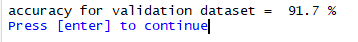 accuracy for validation dataset =  91.7 %
Press [enter] to continue